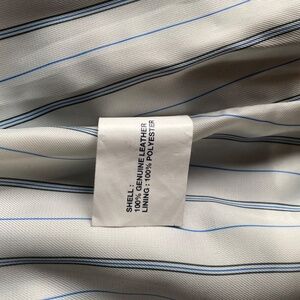 SHELL :
100% GENUINE LEATHER
LINING : 100% POLYESTER